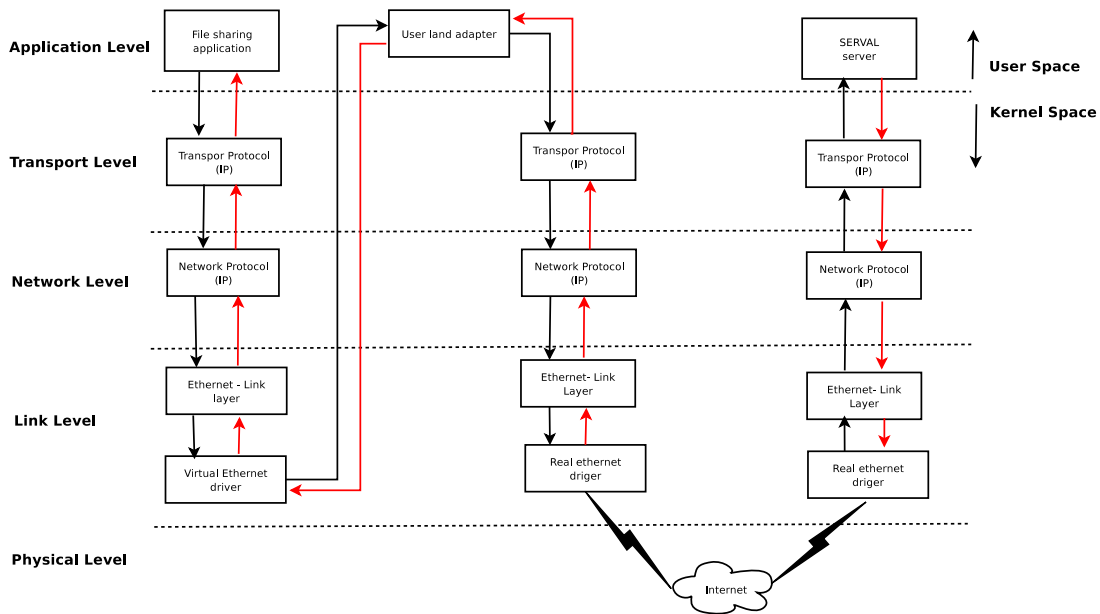 Application Level
File sharing
application
User land adapter
SERVAL
server
User Space
Kernel Space
Transport Level
Transpor Protocol
(IP)
Transpor Protocol
(IP)
Transpor Protocol
(IP)
Network Level
Network Protocol
(IP)
Network Protocol
(IP)
Network Protocol
(IP)
Link Level
Ethernet - Link
layer
Ethernet- Link
Layer
Ethernet- Link
Layer
Virtual Ethernet
driver
Real ethernet
driger
Real ethernet
driger
Physical Level
Internet